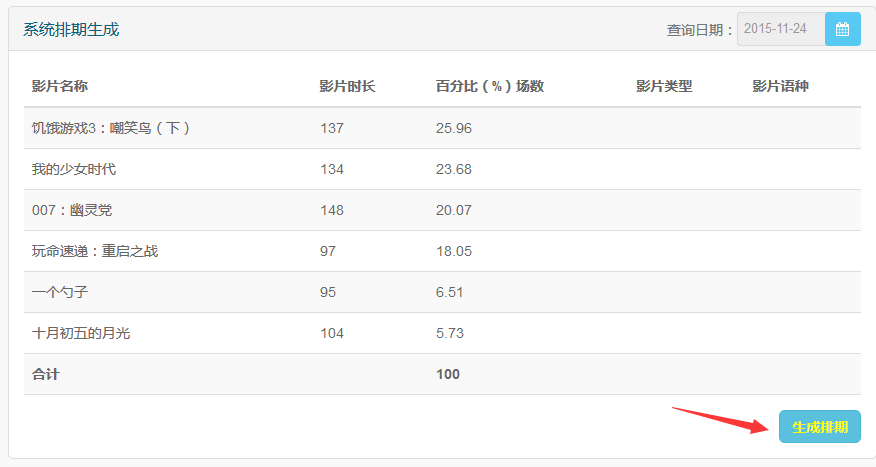 系统排期生成 查询日期： 2015-11-24
影片名称 影片时长 百分比（%）场数 影片类型 影片语种
饥饿游戏3：嘲笑鸟（下） 137 25.96
我的少女时代 134 23.68
007：幽灵党 148 20.07
玩命速递：重启之战 97 18.05
一个勺子 95 6.51
十月初五的月光 104 5.73
合计 100
生成排期